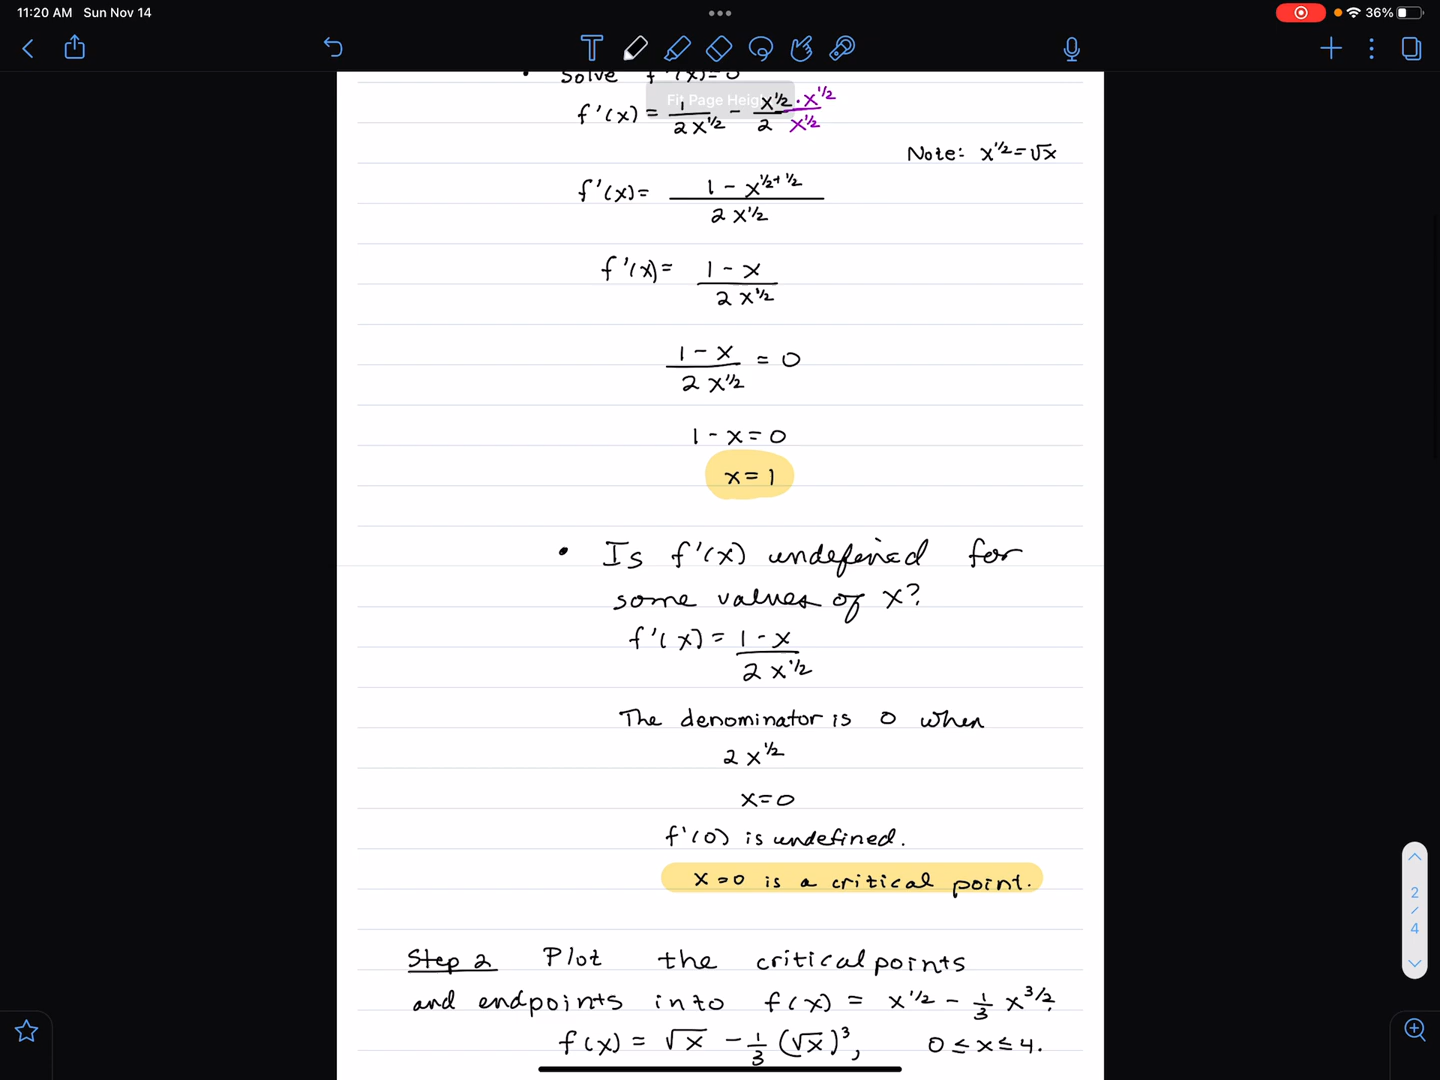 11:20 AM Sun Nov 14
36%
• Solve f'(x)=0
Fit Page Height
f'(x) = 1/2x^1/2 - x^1/2/2 · x^1/2/x^1/2
Note: x^1/2 = √x
f'(x) = 1 - x^1/2+1/2 / 2x^1/2
f'(x) = 1 - x / 2x^1/2
1 - x / 2x^1/2 = 0
1 - x = 0
x = 1
• Is f'(x) undefined for
some values of x?
f'(x) = 1 - x / 2x^1/2
The denominator is 0 when
2x^1/2
x=0
f'(0) is undefined.
x=0 is a critical point.
2
/
4
Step 2 Plot the critical points
and endpoints into f(x) = x^1/2 - 1/3 x^3/2.
f(x) = √x - 1/3 (√x)^3, 0 ≤ x ≤ 4.